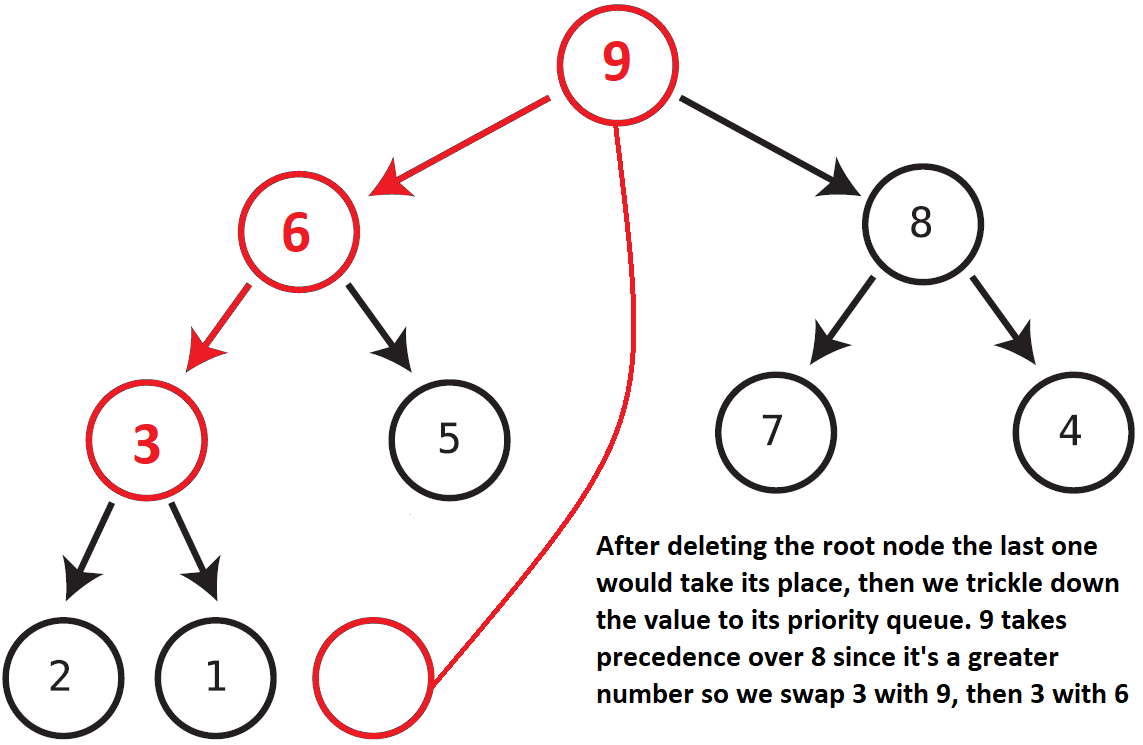 9
6
8
3
5
7
4
2
1
After deleting the root node the last one
would take its place, then we trickle down
the value to its priority queue. 9 takes
precedence over 8 since it's a greater
number so we swap 3 with 9, then 3 with 6